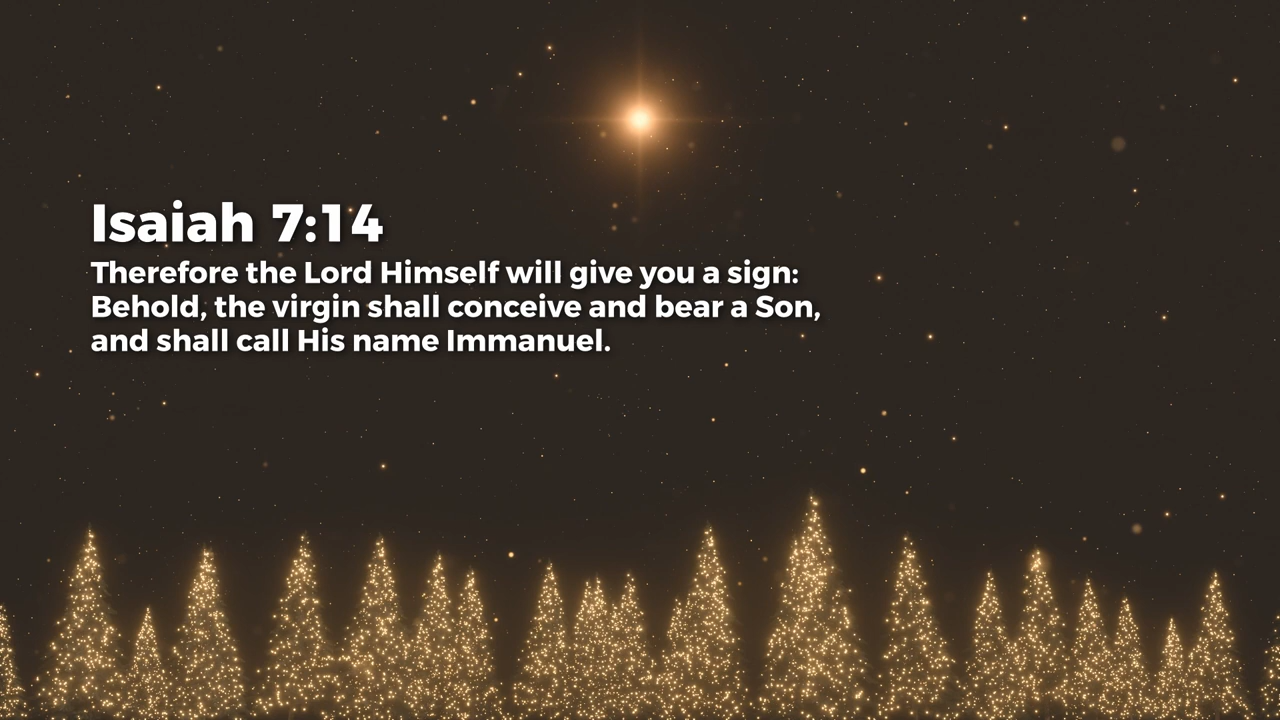 Isaiah 7:14
Therefore the Lord Himself will give you a sign:
Behold, the virgin shall conceive and bear a Son,
and shall call His name Immanuel.